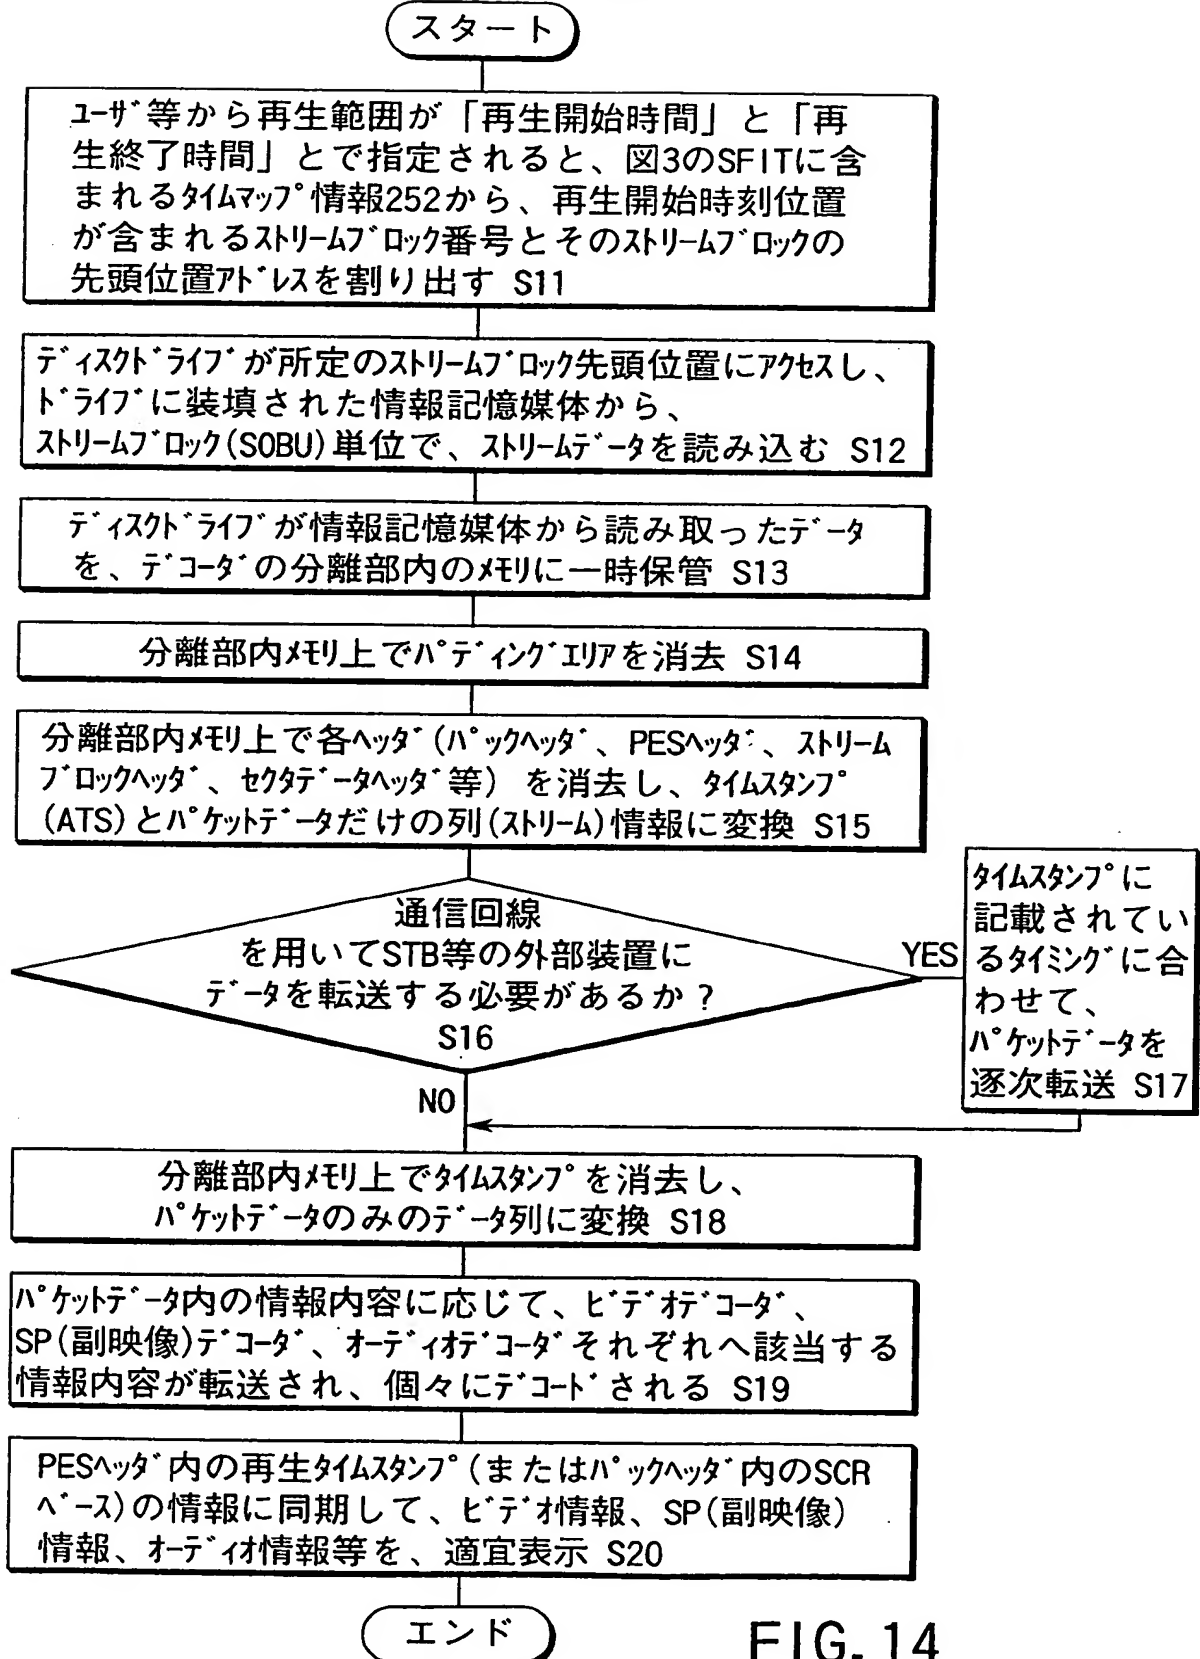 スタート
ﾕｰｻﾞ等から再生範囲が「再生開始時間」と「再
生終了時間」とで指定されると、図3のSFITに含
まれるﾀｲﾑﾏｯﾌﾟ情報252から、再生開始時刻位置
が含まれるｽﾄﾘｰﾑﾌﾞﾛｯｸ番号とそのｽﾄﾘｰﾑﾌﾞﾛｯｸの
先頭位置ｱﾄﾞﾚｽを割り出す S11
ﾃﾞｨｽｸﾄﾞﾗｲﾌﾞが所定のｽﾄﾘｰﾑﾌﾞﾛｯｸ先頭位置にｱｸｾｽし、
ﾄﾞﾗｲﾌﾞに装填された情報記憶媒体から、
ｽﾄﾘｰﾑﾌﾞﾛｯｸ(SOBU)単位で、ｽﾄﾘｰﾑﾃﾞｰﾀを読み込む S12
ﾃﾞｨｽｸﾄﾞﾗｲﾌﾞが情報記憶媒体から読み取ったﾃﾞｰﾀ
を、ﾃﾞｺｰﾀﾞの分離部内のﾒﾓﾘに一時保管 S13
分離部内ﾒﾓﾘ上でﾊﾟﾃﾞｨﾝｸﾞｴﾘｱを消去 S14
分離部内ﾒﾓﾘ上で各ﾍｯﾀﾞ(ﾊﾟｯｸﾍｯﾀﾞ、PESﾍｯﾀﾞ、ｽﾄﾘｰﾑ
ﾌﾞﾛｯｸﾍｯﾀﾞ、ｾｸﾀﾃﾞｰﾀﾍｯﾀﾞ等) を消去し、ﾀｲﾑｽﾀﾝﾌﾟ
(ATS)とﾊﾟｹｯﾄﾃﾞｰﾀだけの列(ｽﾄﾘｰﾑ)情報に変換 S15
通信回線
を用いてSTB等の外部装置に
ﾃﾞｰﾀを転送する必要があるか？
S16
YES
NO
ﾀｲﾑｽﾀﾝﾌﾟに
記載されてい
るﾀｲﾐﾝｸﾞに合
わせて、
ﾊﾟｹｯﾄﾃﾞｰﾀを
逐次転送 S17
分離部内ﾒﾓﾘ上でﾀｲﾑｽﾀﾝﾌﾟを消去し、
ﾊﾟｹｯﾄﾃﾞｰﾀのみのﾃﾞｰﾀ列に変換 S18
ﾊﾟｹｯﾄﾃﾞｰﾀ内の情報内容に応じて、ﾋﾞﾃﾞｵﾃﾞｺｰﾀﾞ、
SP(副映像)ﾃﾞｺｰﾀﾞ、ｵｰﾃﾞｨｵﾃﾞｺｰﾀﾞそれぞれへ該当する
情報内容が転送され、個々にﾃﾞｺｰﾄﾞされる S19
PESﾍｯﾀﾞ内の再生ﾀｲﾑｽﾀﾝﾌﾟ(またはﾊﾟｯｸﾍｯﾀﾞ内のSCR
ﾍﾞｰｽ)の情報に同期して、ﾋﾞﾃﾞｵ情報、SP(副映像)
情報、ｵｰﾃﾞｨｵ情報等を、適宜表示 S20
エンド
FIG. 14